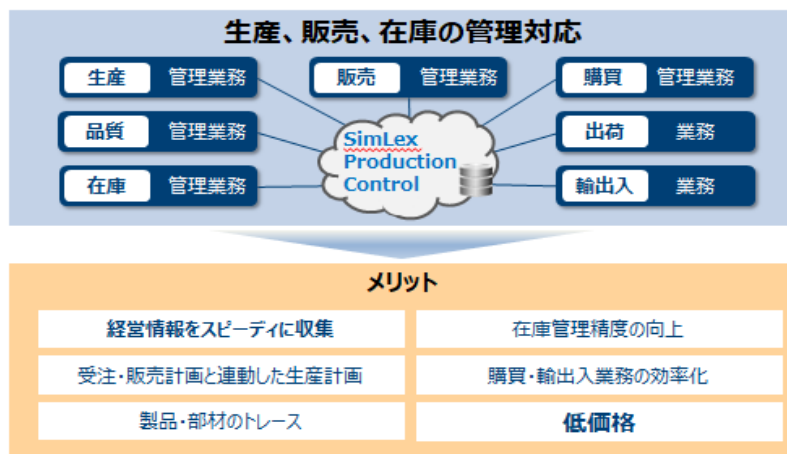 生産、販売、在庫の管理対応
生産 管理業務
販売 管理業務
購買 管理業務
品質 管理業務
SimLex
Production
Control
出荷 業務
在庫 管理業務
輸出入 業務
メリット
経営情報をスピーディに収集
在庫管理精度の向上
受注・販売計画と連動した生産計画
購買・輸出入業務の効率化
製品・部材のトレース
低価格